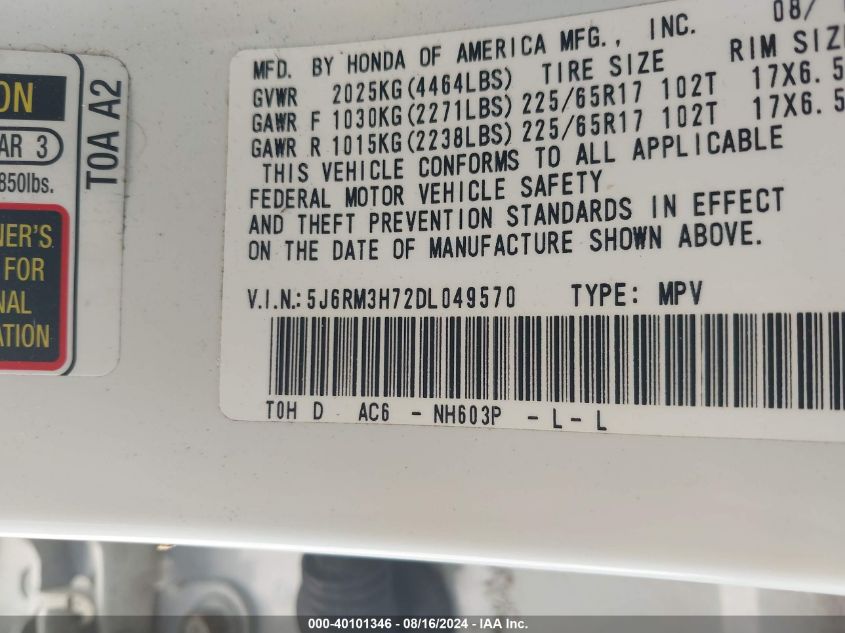 ON
AR 3
850lbs.
NER'S
FOR
NAL
ATION
TOA A2
08/
MFD. BY HONDA OF AMERICA MFG., INC.
GVWR 2025KG(4464LBS) TIRE SIZE RIM SIZE
GAWR F 1030KG(2271LBS) 225/65R17 102T 17X6.5
GAWR R 1015KG(2238LBS) 225/65R17 102T 17X6.5
THIS VEHICLE CONFORMS TO ALL APPLICABLE
FEDERAL MOTOR VEHICLE SAFETY
AND THEFT PREVENTION STANDARDS IN EFFECT
ON THE DATE OF MANUFACTURE SHOWN ABOVE.
V.I.N.: 5J6RM3H72DL049570 TYPE: MPV
TOH D AC6 - NH603P - L - L
000-40101346 - 08/16/2024 - IAA Inc.